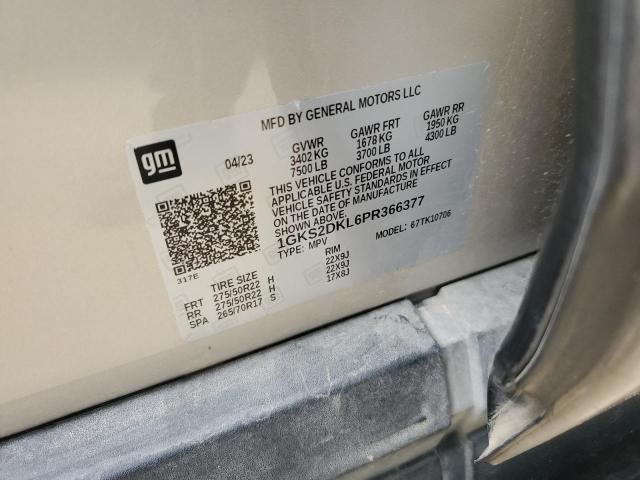 MFD BY GENERAL MOTORS LLC
gm
04/23
GVWR GAWR FRT GAWR RR
3402 KG 1678 KG 1950 KG
7500 LB 3700 LB 4300 LB
THIS VEHICLE CONFORMS TO ALL
APPLICABLE U.S. FEDERAL MOTOR
VEHICLE SAFETY STANDARDS IN EFFECT
ON THE DATE OF MANUFACTURE
SHOWN ABOVE.
1GKS2DKL6PR366377
TYPE: MPV MODEL: 67TK10706
317E
TIRE SIZE RIM
FRT 275/50R22 H 22X9J
RR 275/50R22 H 22X9J
SPA 265/70R17 S 17X8J